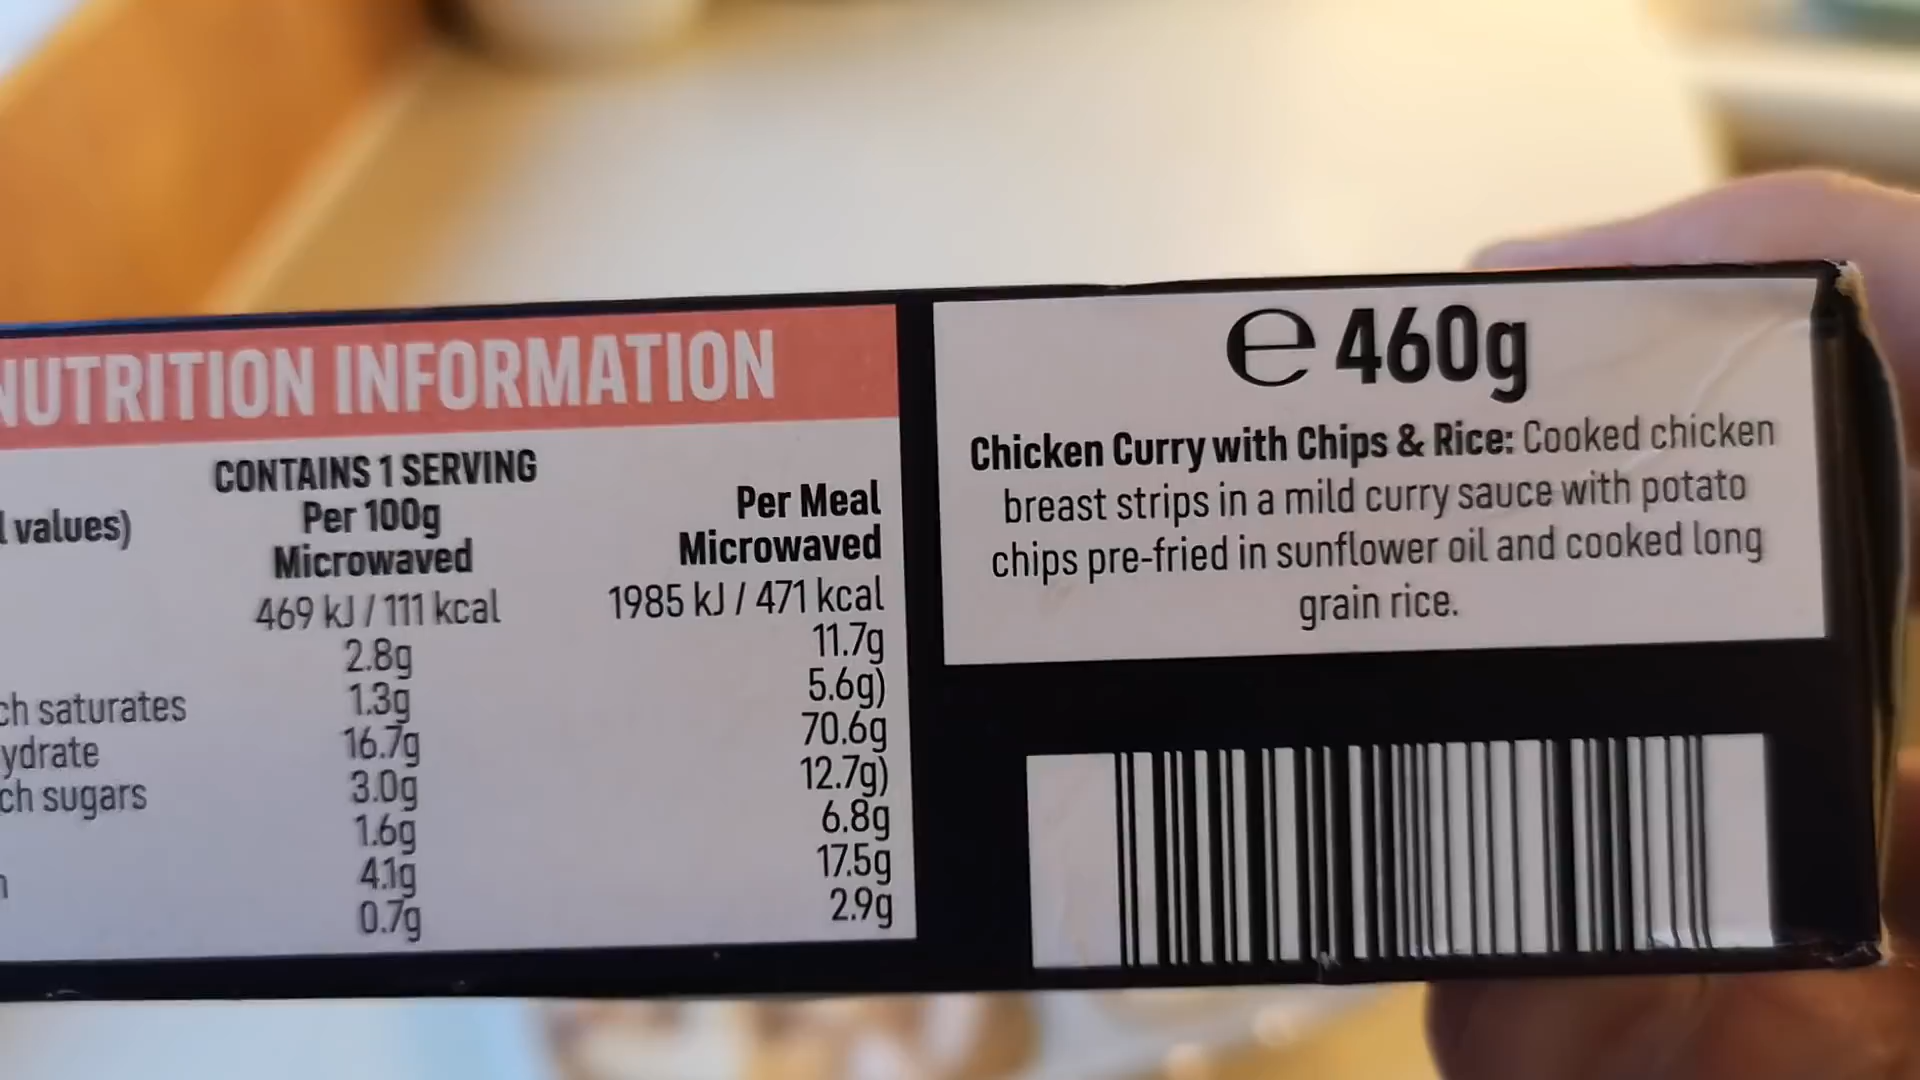 NUTRITION INFORMATION
CONTAINS 1 SERVING
values) Per 100g Per Meal
Microwaved Microwaved
469 kJ / 111 kcal 1985 kJ / 471 kcal
2.8g 11.7g
ch saturates 1.3g 5.6g)
ydrate 16.7g 70.6g
ch sugars 3.0g 12.7g)
1.6g 6.8g
4.1g 17.5g
0.7g 2.9g
e 460g
Chicken Curry with Chips & Rice: Cooked chicken
breast strips in a mild curry sauce with potato
chips pre-fried in sunflower oil and cooked long
grain rice.